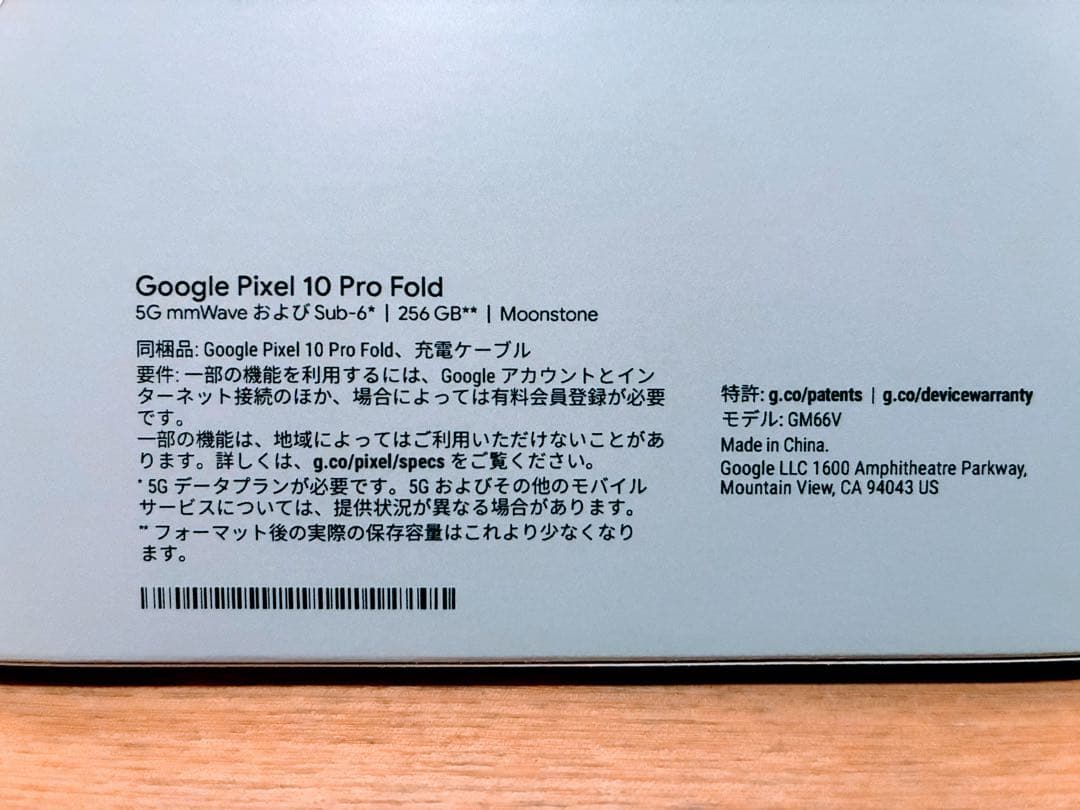 Google Pixel 10 Pro Fold
5G mmWave および Sub-6* | 256 GB** | Moonstone
同梱品: Google Pixel 10 Pro Fold、充電ケーブル
要件: 一部の機能を利用するには、Google アカウントとイン
ターネット接続のほか、場合によっては有料会員登録が必要
です。
一部の機能は、地域によってはご利用いただけないことがあ
ります。詳しくは、g.co/pixel/specs をご覧ください。
* 5G データプランが必要です。5G およびその他のモバイル
サービスについては、提供状況が異なる場合があります。
** フォーマット後の実際の保存容量はこれより少なくなり
ます。
特許: g.co/patents | g.co/devicewarranty
モデル: GM66V
Made in China.
Google LLC 1600 Amphitheatre Parkway,
Mountain View, CA 94043 US